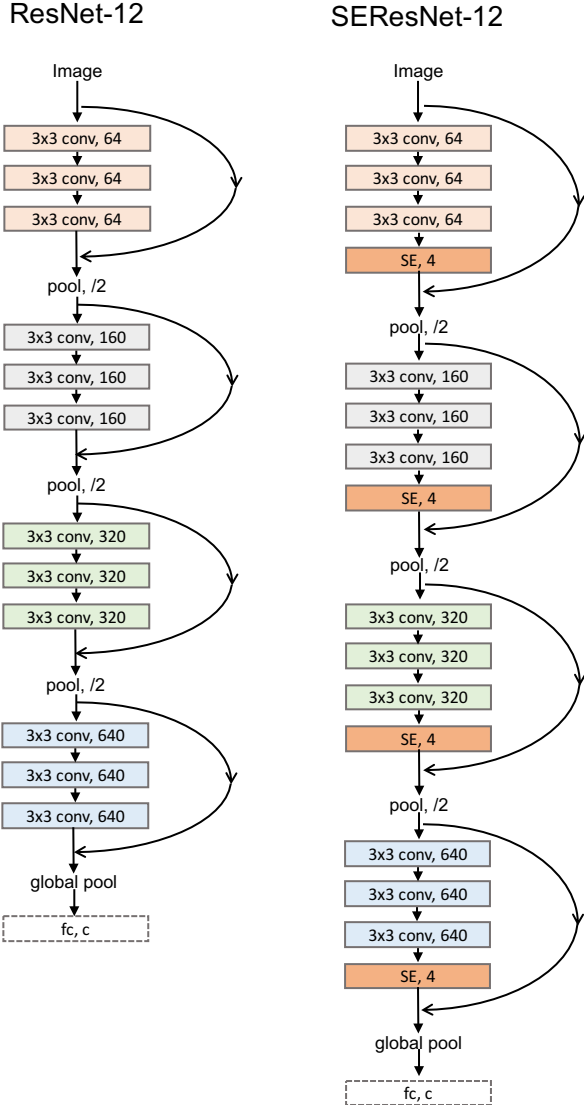 ResNet-12
Image
3x3 conv, 64
3x3 conv, 64
3x3 conv, 64
pool, /2
3x3 conv, 160
3x3 conv, 160
3x3 conv, 160
pool, /2
3x3 conv, 320
3x3 conv, 320
3x3 conv, 320
pool, /2
3x3 conv, 640
3x3 conv, 640
3x3 conv, 640
global pool
fc, c
SEResNet-12
Image
3x3 conv, 64
3x3 conv, 64
3x3 conv, 64
SE, 4
pool, /2
3x3 conv, 160
3x3 conv, 160
3x3 conv, 160
SE, 4
pool, /2
3x3 conv, 320
3x3 conv, 320
3x3 conv, 320
SE, 4
pool, /2
3x3 conv, 640
3x3 conv, 640
3x3 conv, 640
SE, 4
global pool
fc, c